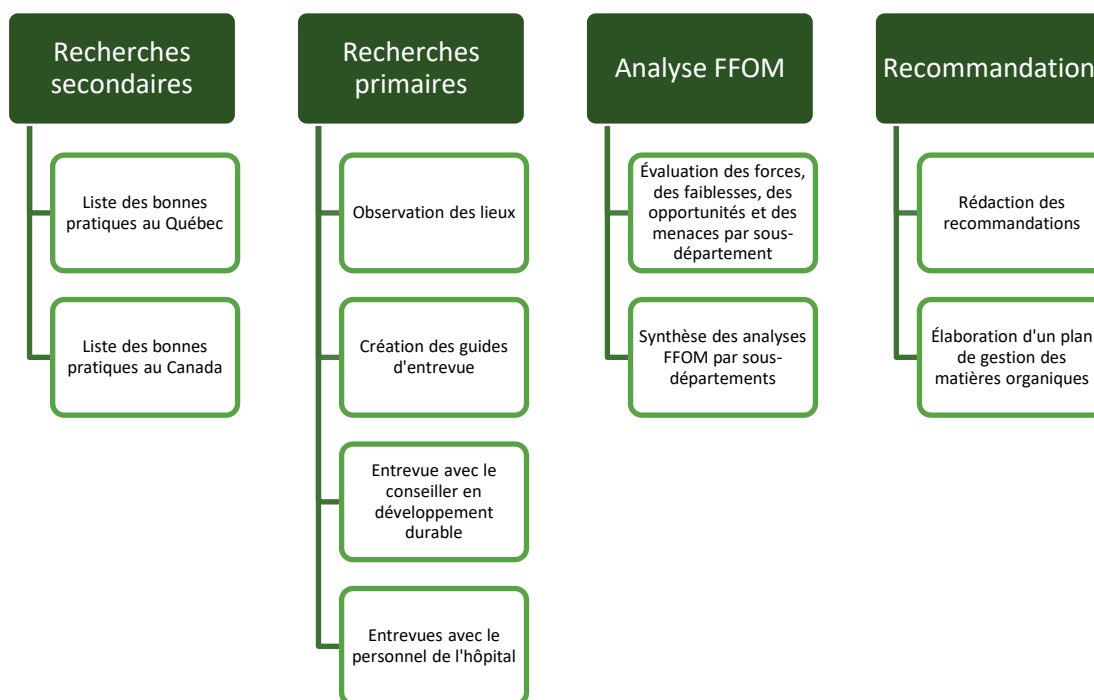 Recherches
secondaires
Liste des bonnes
pratiques au Québec
Liste des bonnes
pratiques au Canada
Recherches
primaires
Observation des lieux
Création des guides
d'entrevue
Entrevue avec le
conseiller en
développement
durable
Entrevues avec le
personnel de l'hôpital
Analyse FFOM
Évaluation des forces,
des faiblesses, des
opportunités et des
menaces par sous-
département
Synthèse des analyses
FFOM par sous-
départements
Recommandation
Rédaction des
recommandations
Élaboration d'un plan
de gestion des
matières organiques